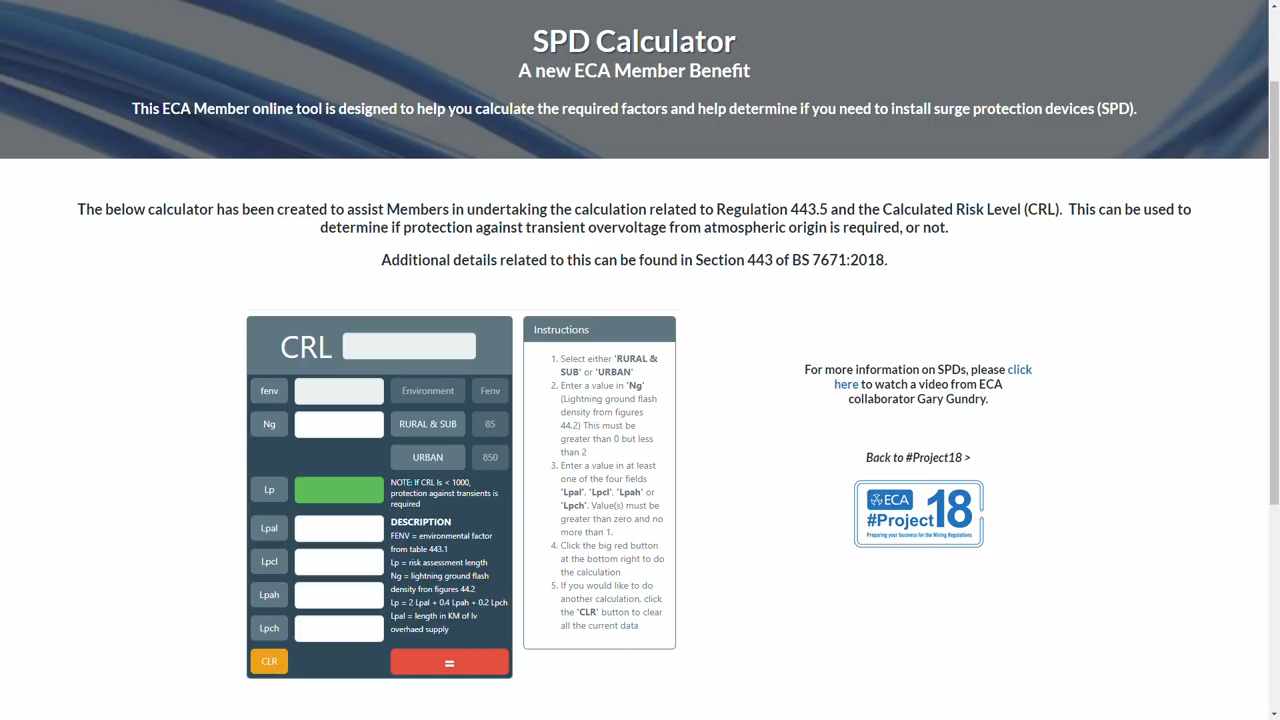 SPD Calculator
A new ECA Member Benefit
This ECA Member online tool is designed to help you calculate the required factors and help determine if you need to install surge protection devices (SPD).
The below calculator has been created to assist Members in undertaking the calculation related to Regulation 443.5 and the Calculated Risk Level (CRL). This can be used to
determine if protection against transient overvoltage from atmospheric origin is required, or not.
Additional details related to this can be found in Section 443 of BS 7671:2018.
CRL
fenv
Environment
Fenv
Ng
RURAL & SUB
85
URBAN
850
Lp
NOTE: If CRL Is < 1000,
protection against transients is
required
Lpal
DESCRIPTION
FENV = environmental factor
from table 443.1
Lpcl
Lp = risk assessment length
Ng = lightning ground flash
density fron figures 44.2
Lpah
Lp = 2 Lpal + 0.4 Lpah + 0.2 Lpch
Lpal = length in KM of lv
overhaed supply
Lpch
CLR
=
Instructions
1. Select either 'RURAL &
SUB' or 'URBAN'
2. Enter a value in 'Ng'
(Lightning ground flash
density from figures
44.2) This must be
greater than 0 but less
than 2
3. Enter a value in at least
one of the four fields
'Lpal', 'Lpcl', 'Lpah' or
'Lpch'. Value(s) must be
greater than zero and no
more than 1.
4. Click the big red button
at the bottom right to do
the calculation
5. If you would like to do
another calculation, click
the 'CLR' button to clear
all the current data
For more information on SPDs, please click
here to watch a video from ECA
collaborator Gary Gundry.
Back to #Project18 >
ECA
#Project18
Preparing your business for the Wiring Regulations